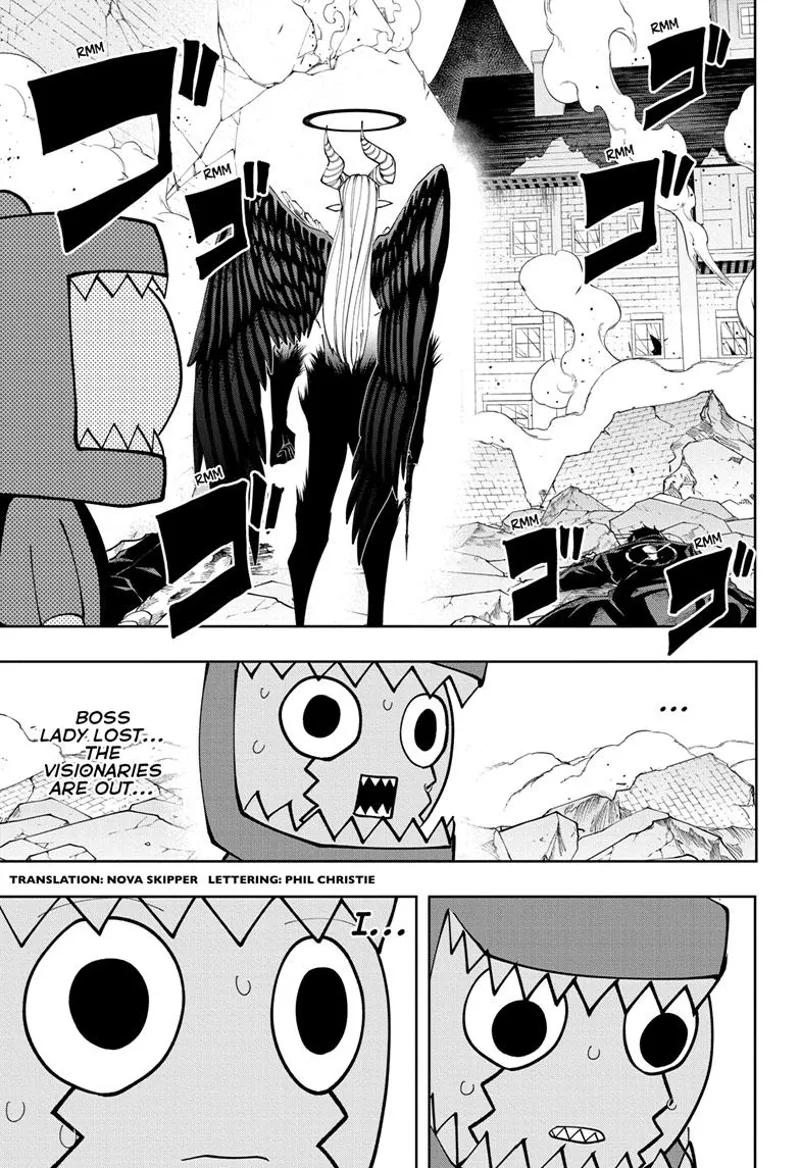 RMM
ゴ
RMM
ゴ
RMM
ゴ
RMM
ゴ
RMM
ゴ
RMM
ゴ
RMM
ゴ
...
BOSS
LADY LOST...
THE
VISIONARIES
ARE OUT...
TRANSLATION: NOVA SKIPPER LETTERING: PHIL CHRISTIE
I...